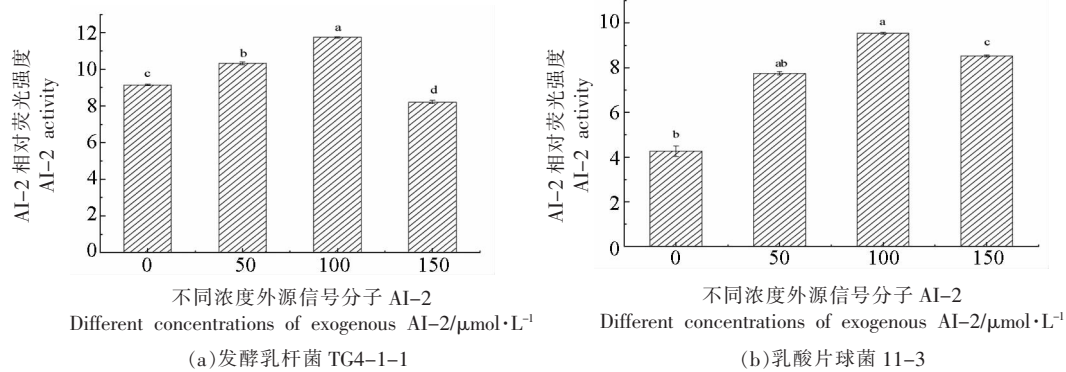 AI-2 相对荧光强度
AI-2 activity
12
10
8
6
4
2
0
c
b
a
d
0 50 100 150
不同浓度外源信号分子 AI-2
Different concentrations of exogenous AI-2/μmol·L⁻¹
(a)发酵乳杆菌 TG4-1-1
AI-2 相对荧光强度
AI-2 activity
10
8
6
4
2
0
b
ab
a
c
0 50 100 150
不同浓度外源信号分子 AI-2
Different concentrations of exogenous AI-2/μmol·L⁻¹
(b)乳酸片球菌 11-3